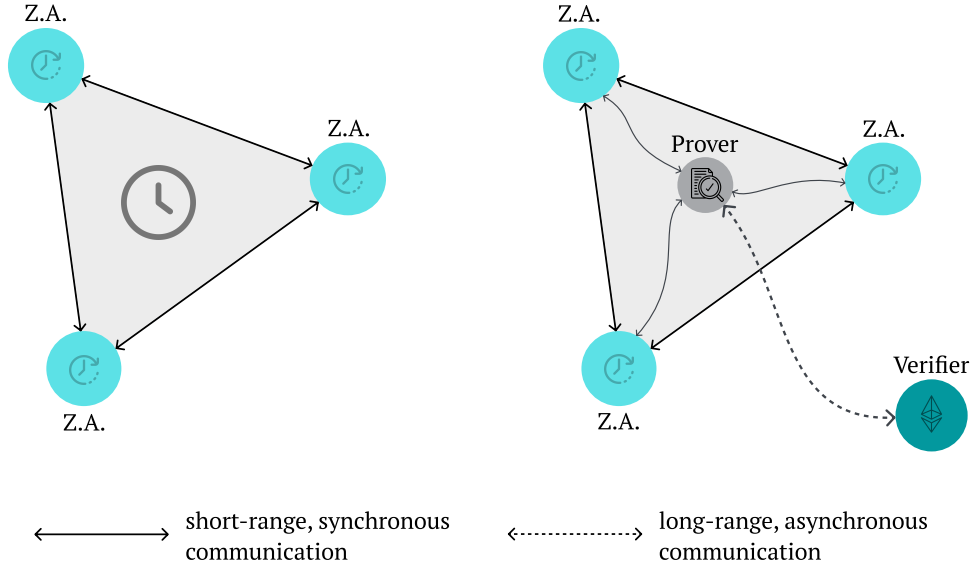 Z.A.
Z.A.
Z.A.
Z.A.
Prover
Z.A.
Z.A.
Verifier
short-range, synchronous
communication
long-range, asynchronous
communication